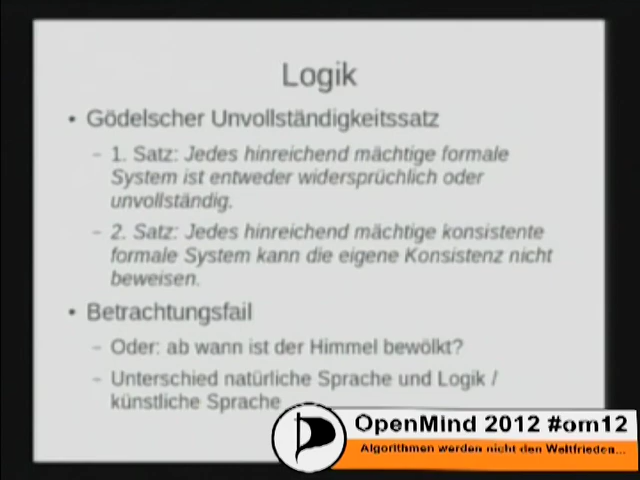 Logik
• Gödelscher Unvollständigkeitssatz
– 1. Satz: Jedes hinreichend mächtige formale
System ist entweder widersprüchlich oder
unvollständig.
– 2. Satz: Jedes hinreichend mächtige konsistente
formale System kann die eigene Konsistenz nicht
beweisen.
• Betrachtungsfail
– Oder: ab wann ist der Himmel bewölkt?
– Unterschied natürliche Sprache und Logik /
künstliche Sprache
OpenMind 2012 #om12
Algorithmen werden nicht den Weltfrieden...